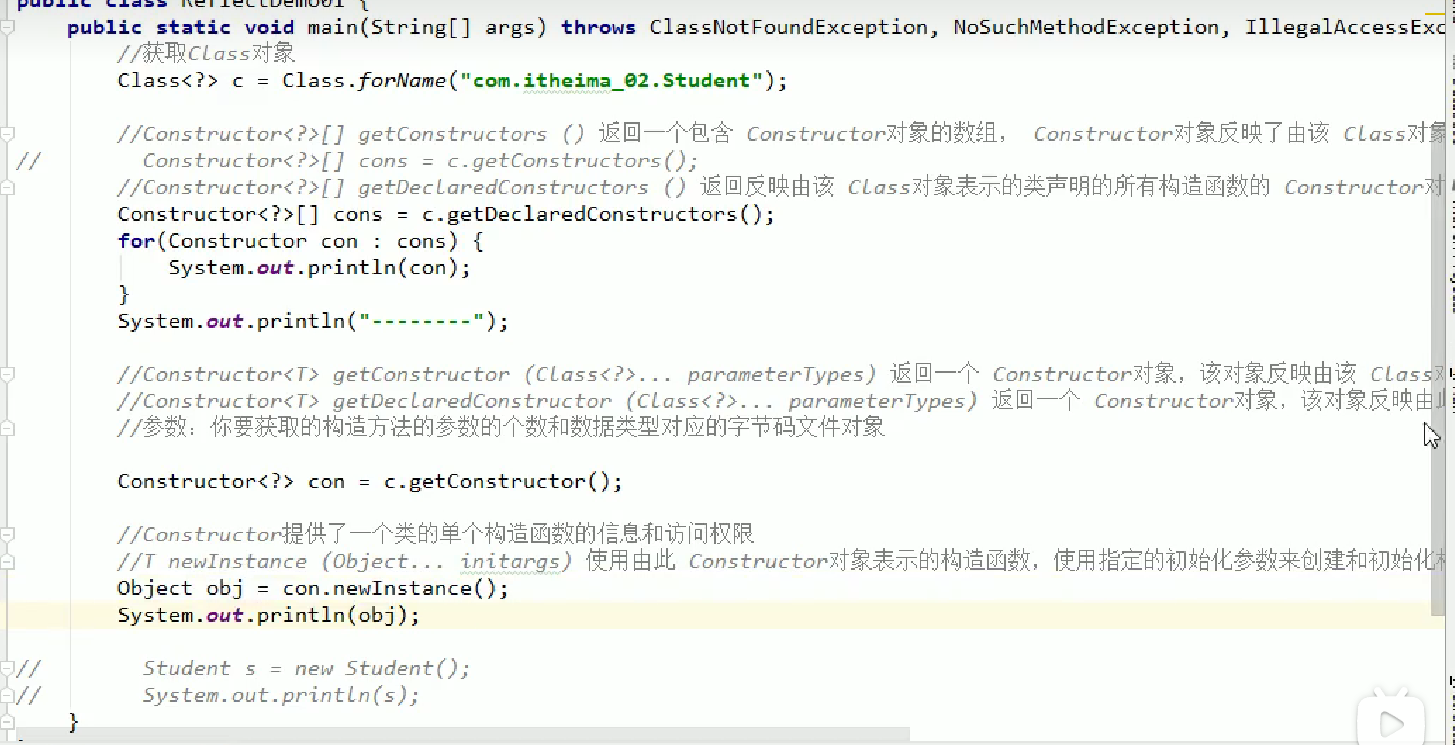 public class ReflectDemo01 {
public static void main(String[] args) throws ClassNotFoundException, NoSuchMethodException, IllegalAccessExc
//获取Class对象
Class<?> c = Class.forName("com.itheima_02.Student");
//Constructor<?>[] getConstructors () 返回一个包含 Constructor对象的数组， Constructor对象反映了由该 Class对象
// Constructor<?>[] cons = c.getConstructors();
//Constructor<?>[] getDeclaredConstructors () 返回反映由该 Class对象表示的类声明的所有构造函数的 Constructor对
Constructor<?>[] cons = c.getDeclaredConstructors();
for(Constructor con : cons) {
System.out.println(con);
}
System.out.println("--------");
//Constructor<T> getConstructor (Class<?>... parameterTypes) 返回一个 Constructor对象，该对象反映由该 Class对
//Constructor<T> getDeclaredConstructor (Class<?>... parameterTypes) 返回一个 Constructor对象，该对象反映由此
//参数：你要获取的构造方法的参数的个数和数据类型对应的字节码文件对象
Constructor<?> con = c.getConstructor();
//Constructor提供了一个类的单个构造函数的信息和访问权限
//T newInstance (Object... initargs) 使用由此 Constructor对象表示的构造函数，使用指定的初始化参数来创建和初始化
Object obj = con.newInstance();
System.out.println(obj);
// Student s = new Student();
// System.out.println(s);
}